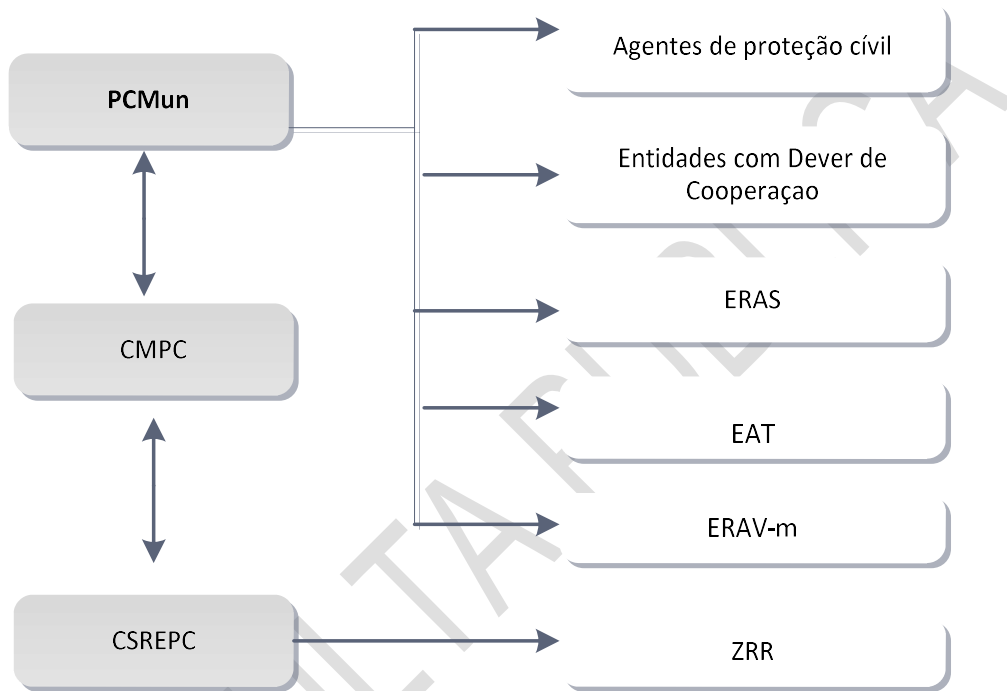 PCMun
CMPC
CSREPC
Agentes de proteção cívil
Entidades com Dever de
Cooperaçao
ERAS
EAT
ERAV-m
ZRR